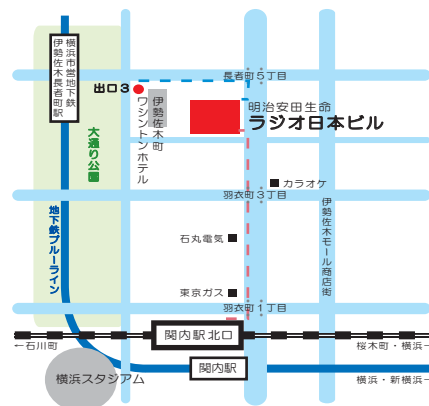 横浜市営地下鉄
伊勢佐木長者町駅
長者町5丁目
出口3
伊勢佐木町
ワシントンホテル
明治安田生命
ラジオ日本ビル
大通り公園
カラオケ
羽衣町3丁目
伊勢佐木モール商店街
地下鉄ブルーライン
石丸電気
東京ガス
羽衣町1丁目
関内駅北口
←石川町
桜木町・横浜→
関内駅
横浜スタジアム
横浜・新横浜→